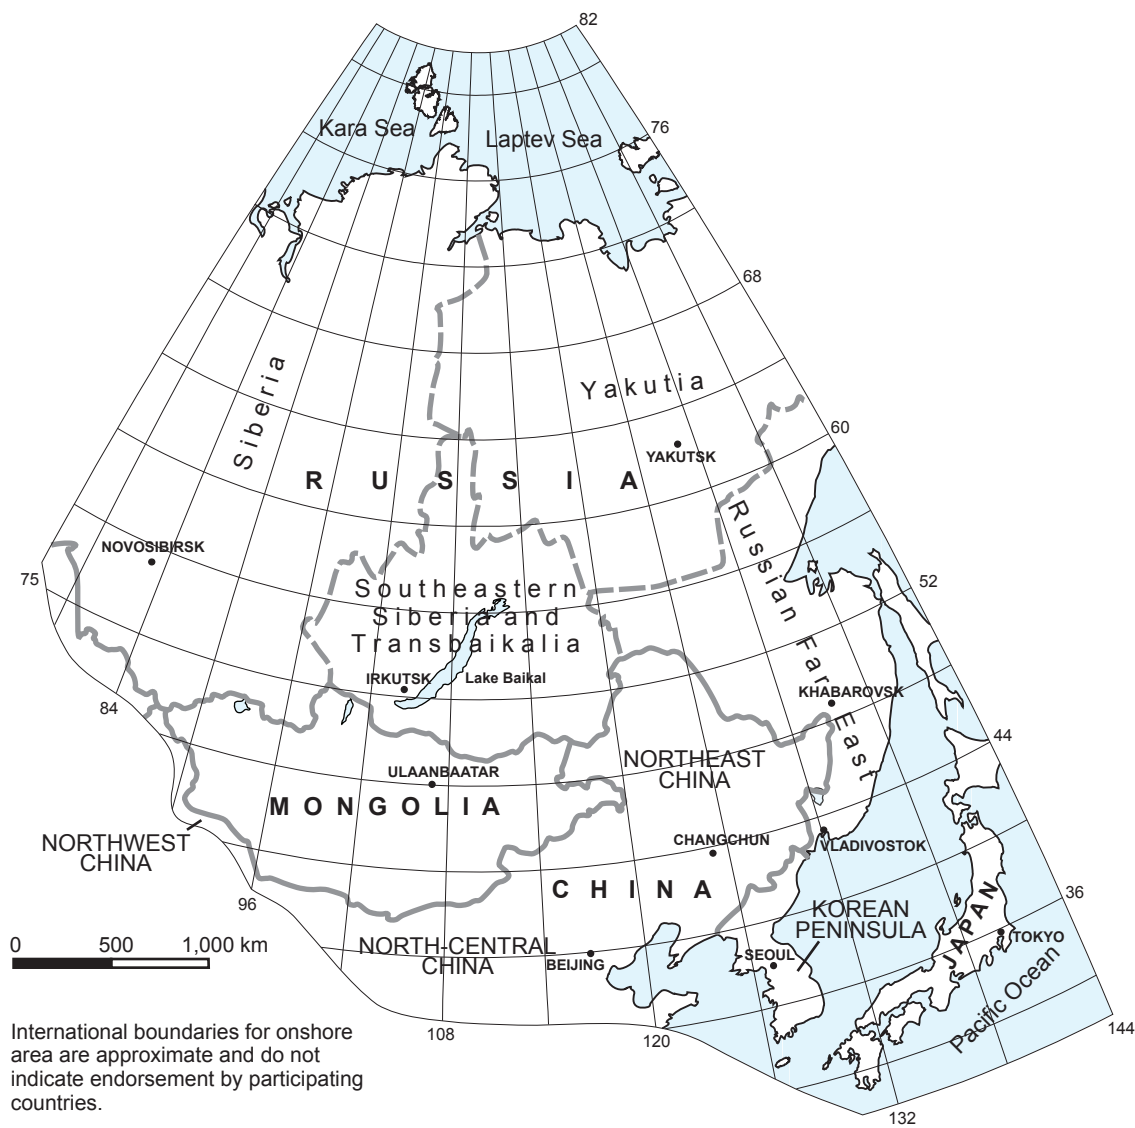 82
Kara Sea
Laptev Sea
76
68
Siberia
Yakutia
60
YAKUTSK
RUSSIA
Russian Far East
NOVOSIBIRSK
75
52
Southeastern
Siberia and
Transbaikalia
IRKUTSK
Lake Baikal
KHABAROVSK
84
44
NORTHEAST
CHINA
ULAANBAATAR
MONGOLIA
NORTHWEST
CHINA
CHANGCHUN
VLADIVOSTOK
CHINA
96
36
KOREAN
PENINSULA
JAPAN
TOKYO
0 500 1,000 km
NORTH-CENTRAL
CHINA
BEIJING
SEOUL
Pacific Ocean
International boundaries for onshore
area are approximate and do not
indicate endorsement by participating
countries.
108
120
144
132